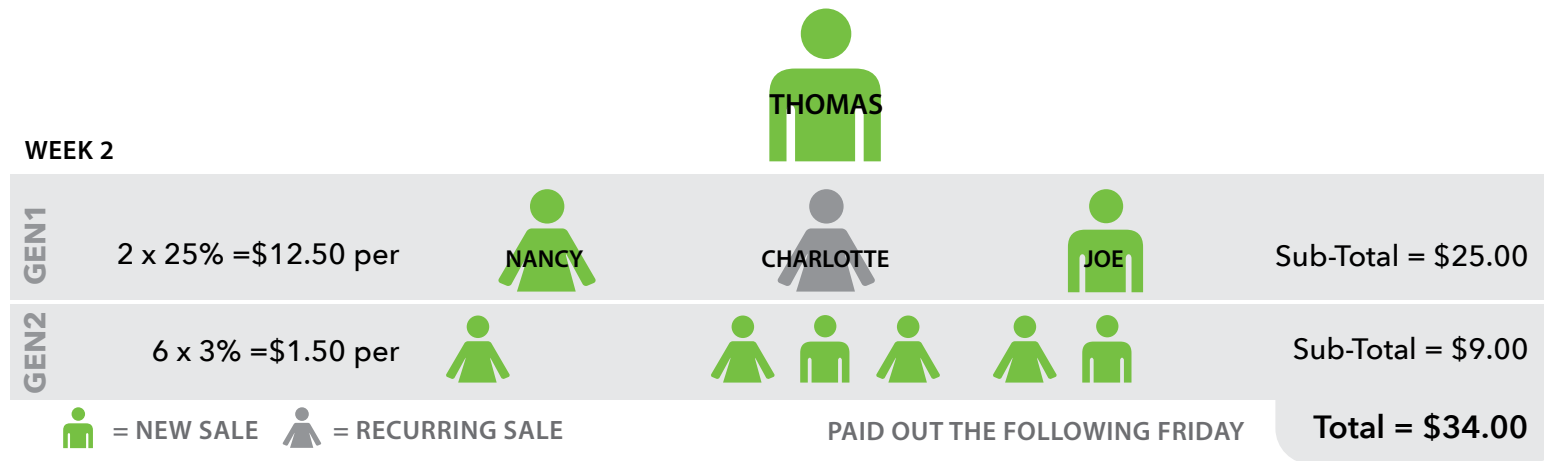 THOMAS
WEEK 2
GEN1
2 x 25% =$12.50 per
NANCY
CHARLOTTE
JOE
Sub-Total = $25.00
GEN2
6 x 3% =$1.50 per
Sub-Total = $9.00
= NEW SALE
= RECURRING SALE
PAID OUT THE FOLLOWING FRIDAY
Total = $34.00